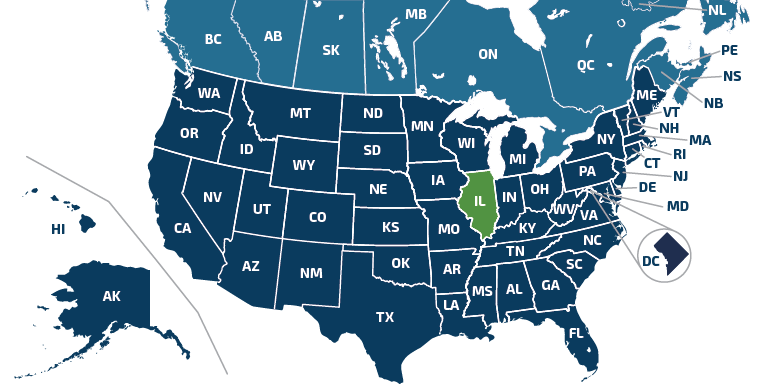 NL
MB
BC
AB
SK
ON
QC
PE
NS
NB
WA
MT
ND
MN
ME
VT
NH
MA
OR
ID
SD
WI
MI
NY
RI
CT
WY
IA
PA
NJ
NV
NE
IL
IN
OH
DE
UT
CO
MD
KS
MO
WV
VA
HI
CA
KY
NC
AZ
NM
OK
AR
TN
SC
DC
AK
TX
LA
MS
AL
GA
FL